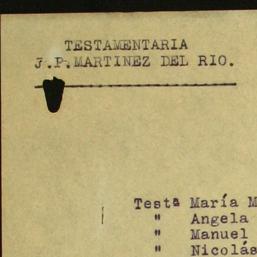 TESTAMENTARIA
J.P. MARTINEZ DEL RIO.
Testª María M
" Angela
" Manuel
" Nicolás